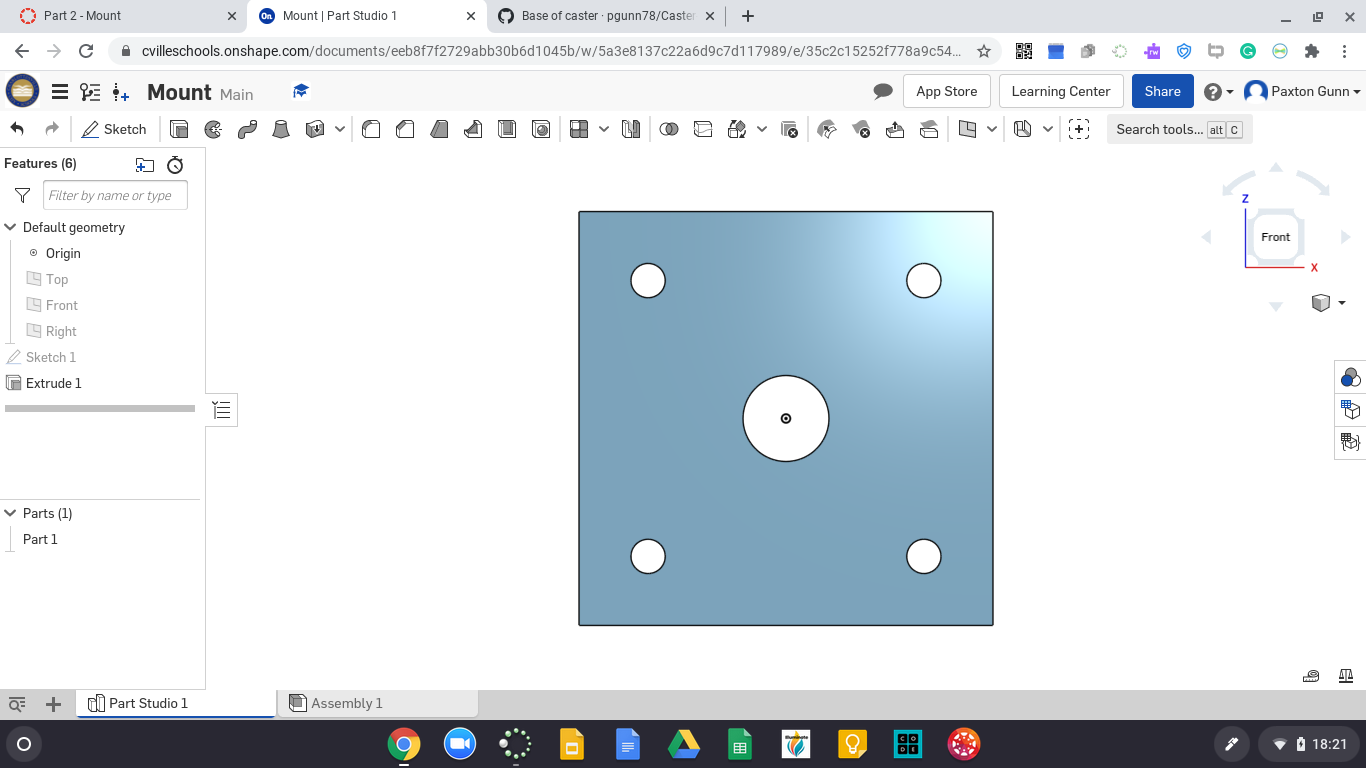 Part 2 - Mount
On Mount | Part Studio 1
Base of caster · pgunn78/Caster
cvilleschools.onshape.com/documents/eeb8f7f2729abb30b6d1045b/w/5a3e8137c22a6d9c7d117989/e/35c2c15252f778a9c54…
Mount Main
App Store
Learning Center
Share
Paxton Gunn
Sketch
Search tools... alt C
Features (6)
Filter by name or type
Default geometry
Origin
Top
Front
Right
Sketch 1
Extrude 1
Parts (1)
Part 1
Z
Front
X
Part Studio 1
Assembly 1
18:21